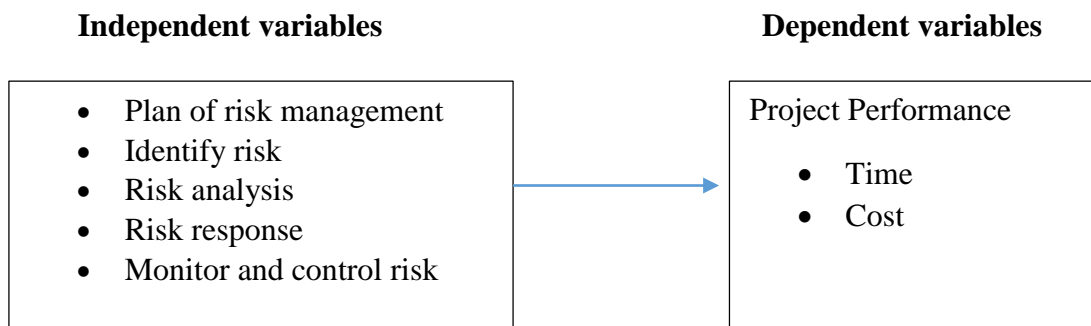 Independent variables
Dependent variables
• Plan of risk management
• Identify risk
• Risk analysis
• Risk response
• Monitor and control risk
Project Performance
• Time
• Cost